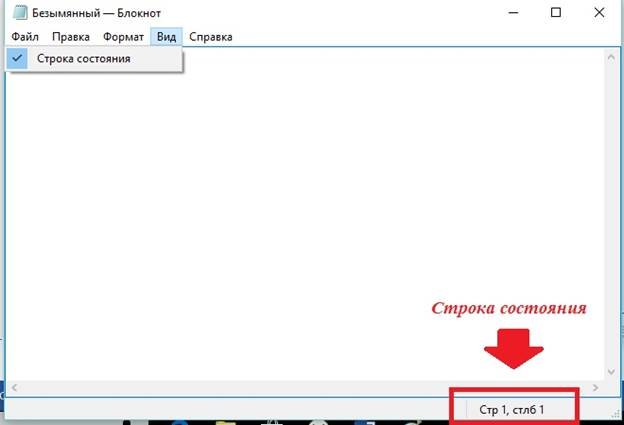 Безымянный — Блокнот
Файл Правка Формат Вид Справка
Строка состояния
Строка состояния
Стр 1, стлб 1